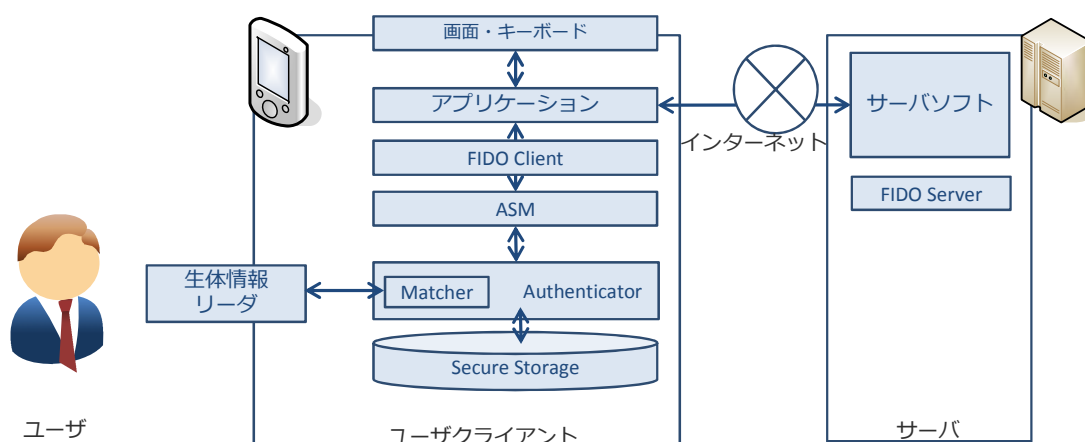 画面・キーボード
アプリケーション
インターネット
サーバソフト
FIDO Client
FIDO Server
ASM
生体情報
リーダ
Matcher
Authenticator
Secure Storage
ユーザ
ユーザクライアント
サーバ